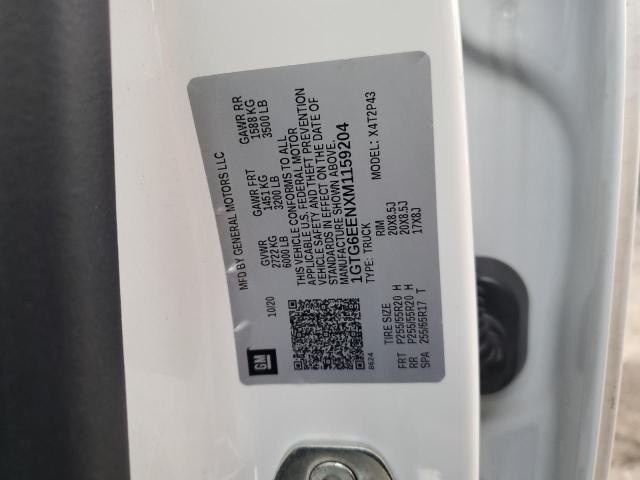 MFD BY GENERAL MOTORS LLC
10/20
GVWR
2722 KG
6000 LB
GAWR FRT
1451 KG
3200 LB
GAWR RR
1588 KG
3500 LB
THIS VEHICLE CONFORMS TO ALL
APPLICABLE U.S. FEDERAL MOTOR
VEHICLE SAFETY AND THEFT PREVENTION
STANDARDS IN EFFECT ON THE DATE OF
MANUFACTURE SHOWN ABOVE.
1GTG6EENXM1159204
TYPE: TRUCK
MODEL: X4T2P43
GM
8624
TIRE SIZE RIM
FRT P255/55R20 H 20X8.5J
RR P255/55R20 H 20X8.5J
SPA 255/65R17 T 17X8J